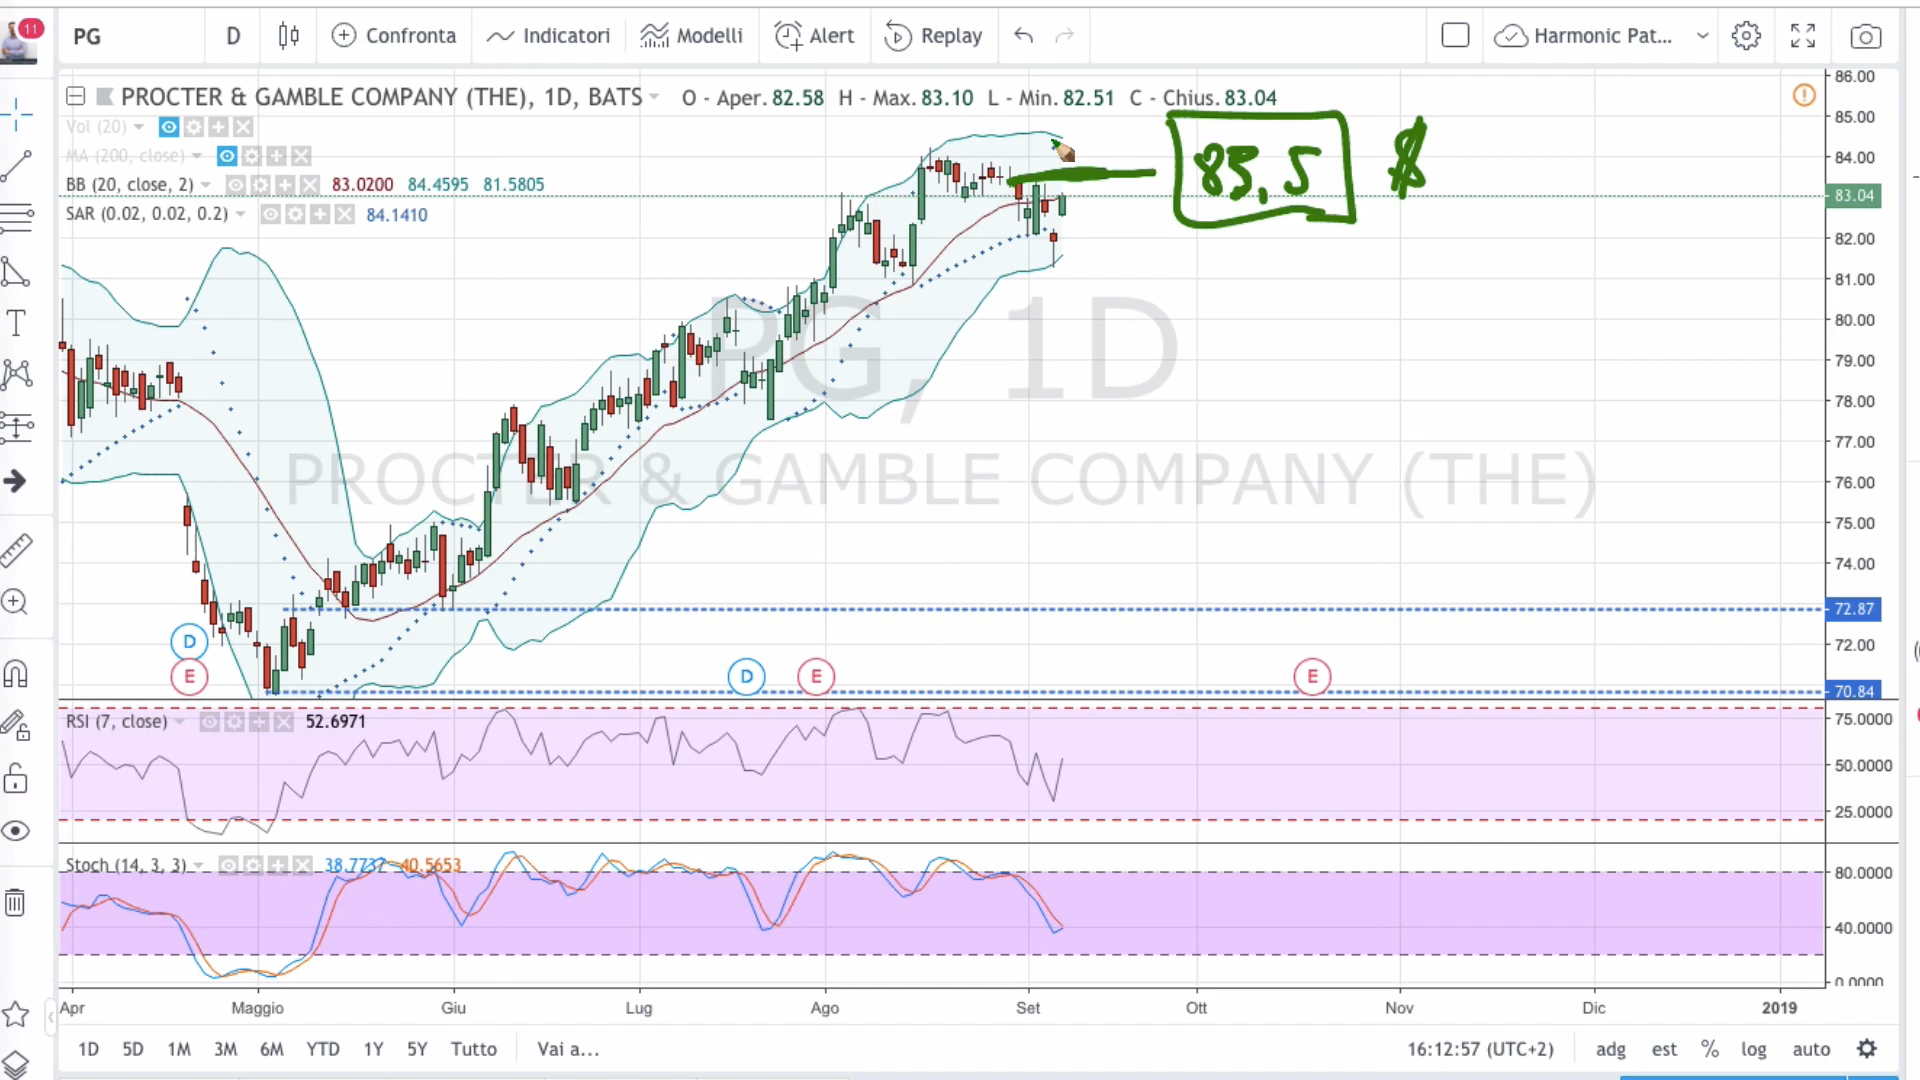 11
PG D Confronta Indicatori Modelli Alert Replay Harmonic Pat...
PROCTER & GAMBLE COMPANY (THE), 1D, BATS O - Aper. 82.58 H - Max. 83.10 L - Min. 82.51 C - Chius. 83.04
Vol (20)
MA (200, close)
BB (20, close, 2) 83.0200 84.4595 81.5805
SAR (0.02, 0.02, 0.2) 84.1410
83,5 $
PG, 1D
PROCTER & GAMBLE COMPANY (THE)
86.00
85.00
84.00
83.04
82.00
81.00
80.00
79.00
78.00
77.00
76.00
75.00
74.00
72.87
72.00
70.84
D
E D E E
RSI (7, close) 52.6971
75.0000
50.0000
25.0000
Stoch (14, 3, 3) 38.7737 40.5653
80.0000
40.0000
0.0000
Apr Maggio Giu Lug Ago Set Ott Nov Dic 2019
1D 5D 1M 3M 6M YTD 1Y 5Y Tutto Vai a... 16:12:57 (UTC+2) adg est % log auto